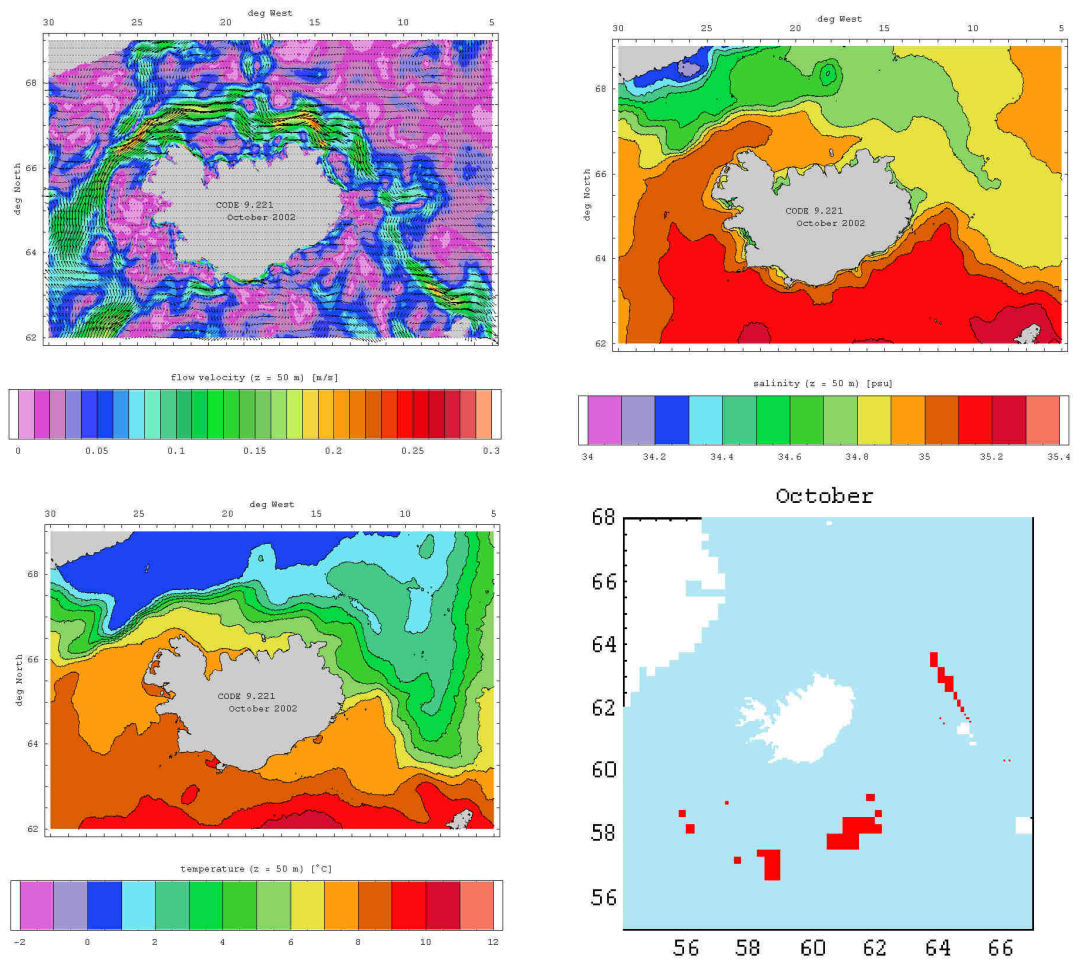 deg West
30 25 20 15 10 5
68
66
64
62
deg North
CODE 9.221
October 2002
flow velocity (z = 50 m) [m/s]
0 0.05 0.1 0.15 0.2 0.25 0.3
deg West
30 25 20 15 10 5
68
66
64
62
deg North
CODE 9.221
October 2002
salinity (z = 50 m) [psu]
34 34.2 34.4 34.6 34.8 35 35.2 35.4
deg West
30 25 20 15 10 5
68
66
64
62
deg North
CODE 9.221
October 2002
temperature (z = 50 m) [°C]
-2 0 2 4 6 8 10 12
October
68
66
64
62
60
58
56
56 58 60 62 64 66